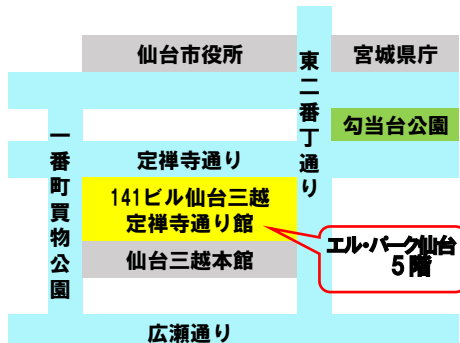 仙台市役所
宮城県庁
東二番丁通り
勾当台公園
一番町買物公園
定禅寺通り
141ビル仙台三越
定禅寺通り館
エル・パーク仙台
5階
仙台三越本館
広瀬通り